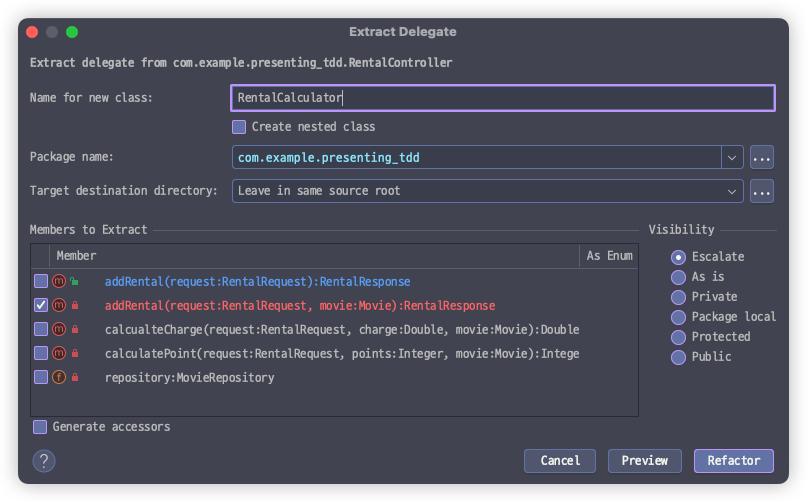 Extract Delegate
Extract delegate from com.example.presenting_tdd.RentalController
Name for new class: RentalCalculator
Create nested class
Package name: com.example.presenting_tdd ...
Target destination directory: Leave in same source root ...
Members to Extract
Visibility
Member As Enum
m addRental(request:RentalRequest):RentalResponse
m addRental(request:RentalRequest, movie:Movie):RentalResponse
m calcualteCharge(request:RentalRequest, charge:Double, movie:Movie):Double
m calculatePoint(request:RentalRequest, points:Integer, movie:Movie):Intege
f repository:MovieRepository
Escalate
As is
Private
Package local
Protected
Public
Generate accessors
? Cancel Preview Refactor